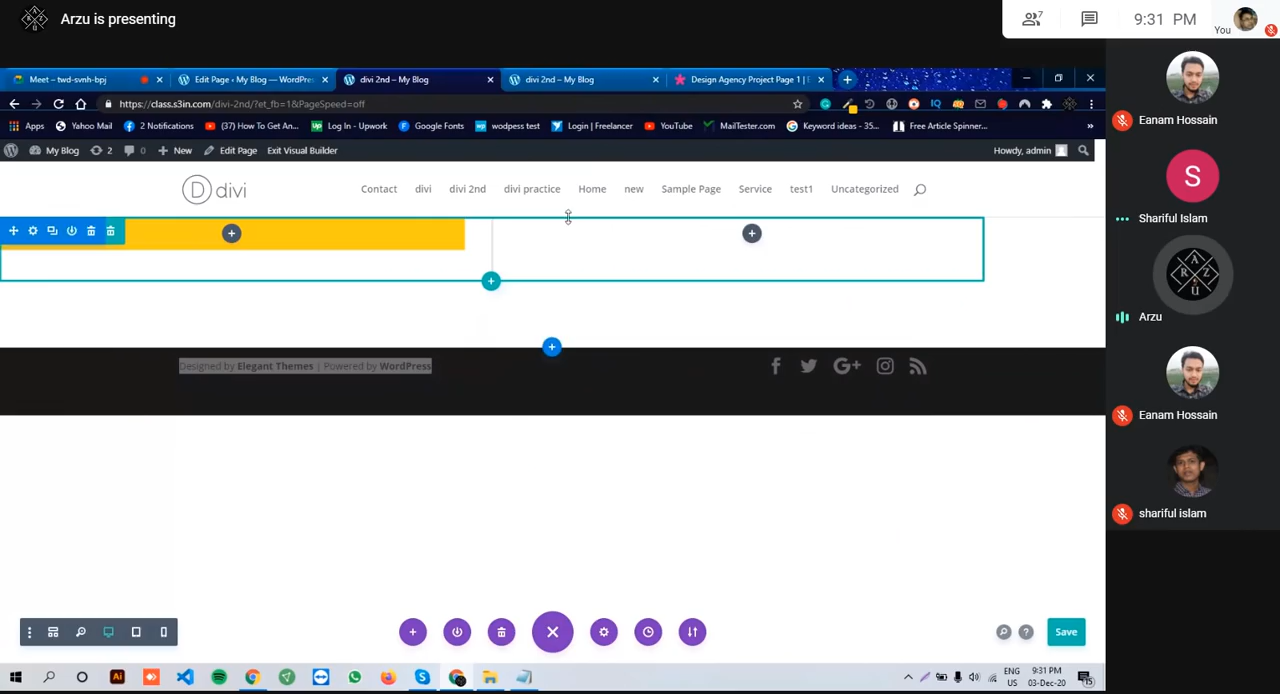 Arzu is presenting
7
9:31 PM
You
Meet – twd-svnh-bpj
Edit Page ‹ My Blog — WordPres
divi 2nd – My Blog
divi 2nd – My Blog
Design Agency Project Page 1 | E
https://class.s3in.com/divi-2nd/?et_fb=1&PageSpeed=off
Apps
Yahoo Mail
2 Notifications
(37) How To Get An...
Log In - Upwork
Google Fonts
wodpess test
Login | Freelancer
YouTube
MailTester.com
Keyword ideas - 35...
Free Article Spinner...
My Blog
2
0
New
Edit Page
Exit Visual Builder
Howdy, admin
D divi
Contact
divi
divi 2nd
divi practice
Home
new
Sample Page
Service
test1
Uncategorized
Designed by Elegant Themes | Powered by WordPress
Save
ENG
US
9:31 PM
03-Dec-20
15
Eanam Hossain
S
Shariful Islam
A
R Z
U
Arzu
Eanam Hossain
shariful islam